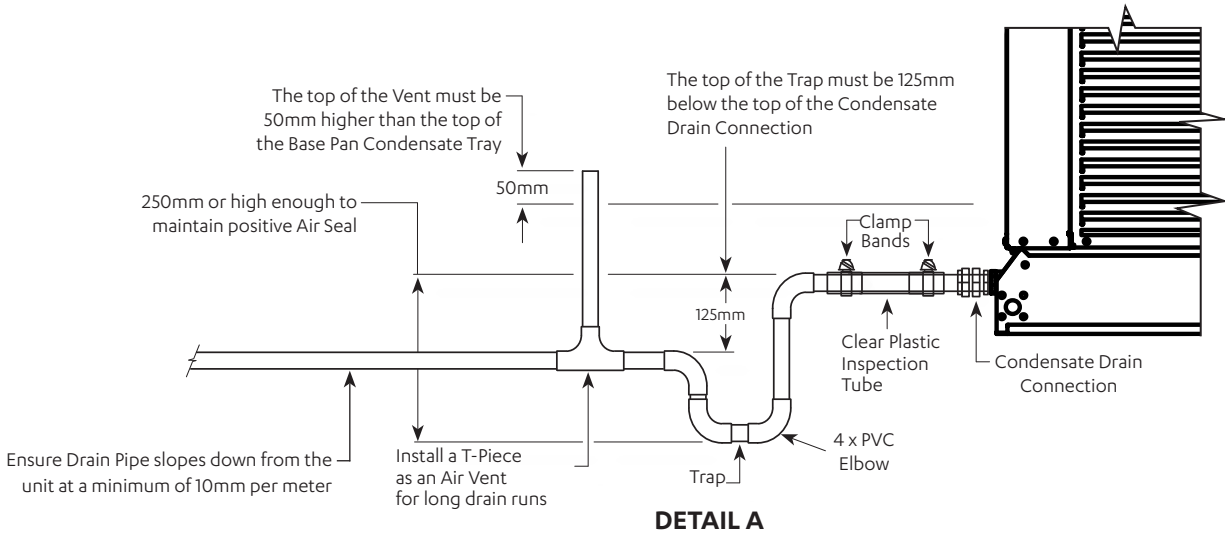 The top of the Vent must be
50mm higher than the top of
the Base Pan Condensate Tray
The top of the Trap must be 125mm
below the top of the Condensate
Drain Connection
50mm
250mm or high enough to
maintain positive Air Seal
Clamp
Bands
125mm
Clear Plastic
Inspection
Tube
Condensate Drain
Connection
Ensure Drain Pipe slopes down from the
unit at a minimum of 10mm per meter
Install a T-Piece
as an Air Vent
for long drain runs
Trap
4 x PVC
Elbow
DETAIL A